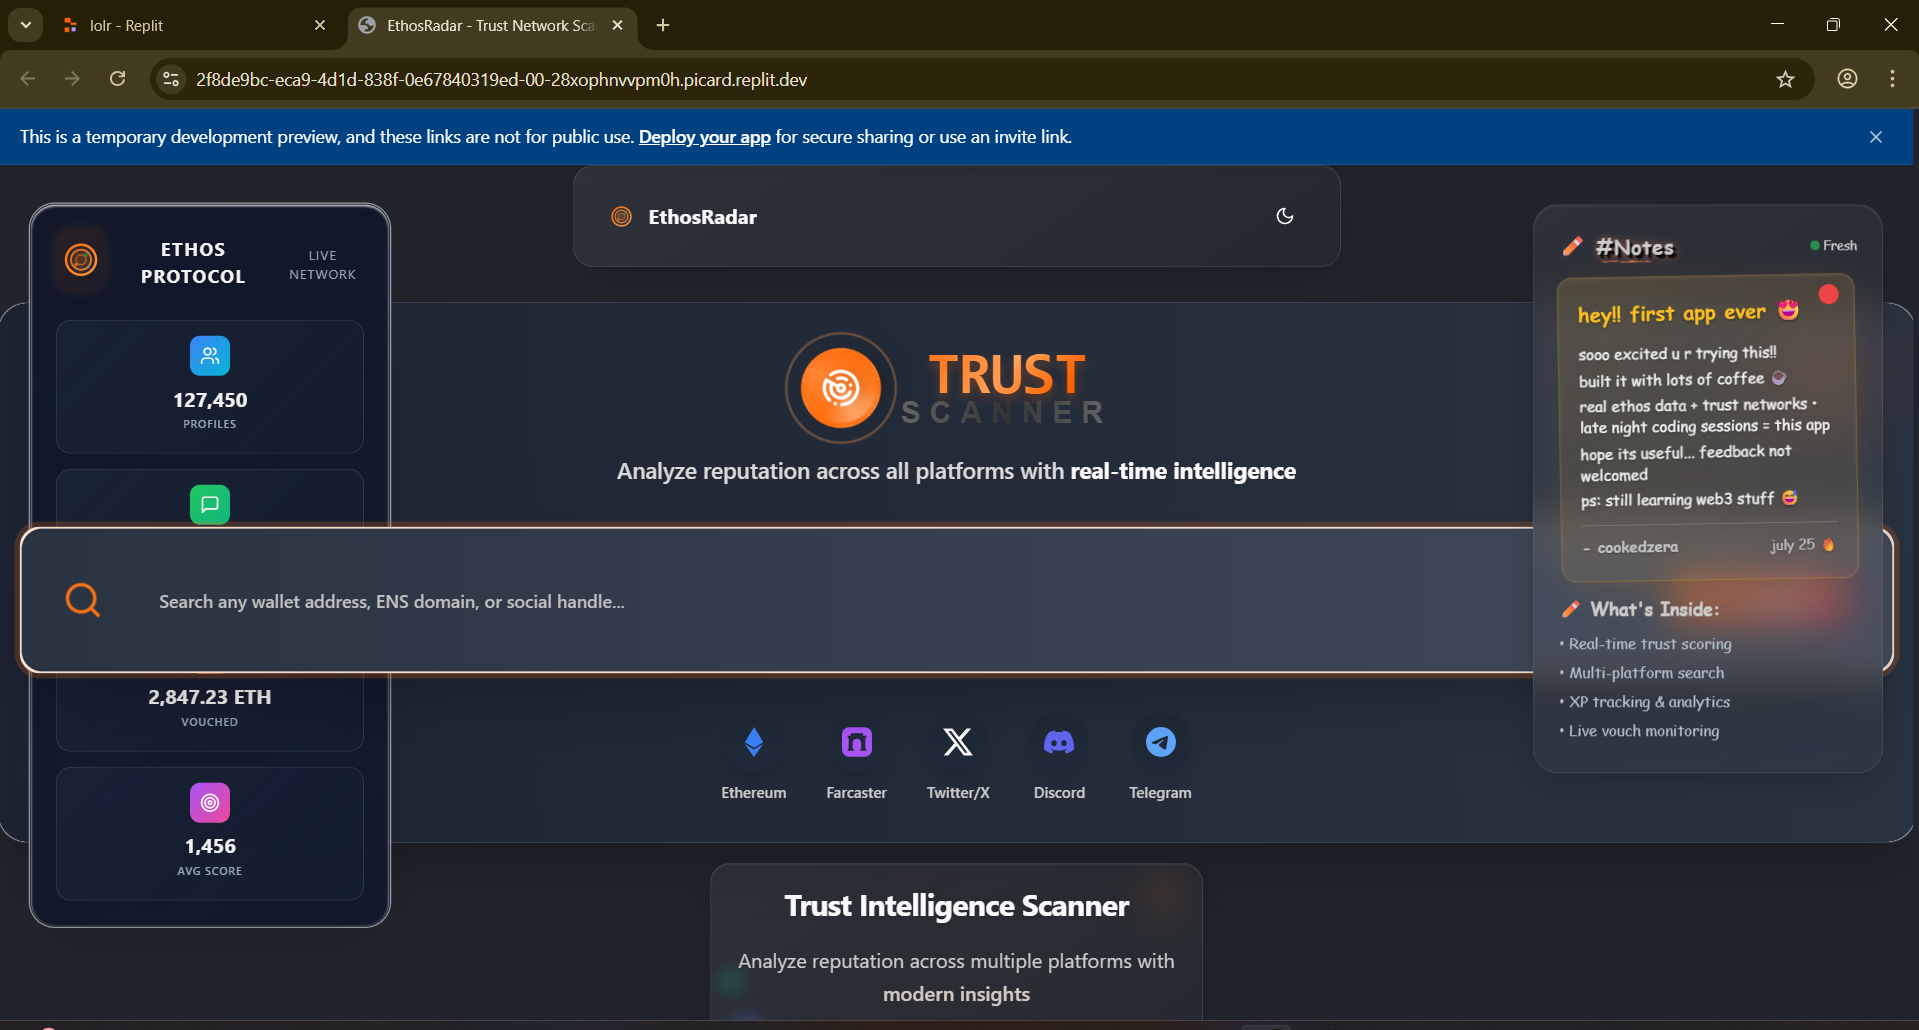 lolr - Replit
EthosRadar - Trust Network Sca
2f8de9bc-eca9-4d1d-838f-0e67840319ed-00-28xophnvvpm0h.picard.replit.dev
This is a temporary development preview, and these links are not for public use. Deploy your app for secure sharing or use an invite link.
EthosRadar
ETHOS
PROTOCOL
LIVE
NETWORK
127,450
PROFILES
2,847.23 ETH
VOUCHED
1,456
AVG SCORE
TRUST
SCANNER
Analyze reputation across all platforms with real-time intelligence
Search any wallet address, ENS domain, or social handle...
Ethereum
Farcaster
Twitter/X
Discord
Telegram
Trust Intelligence Scanner
Analyze reputation across multiple platforms with
modern insights
#Notes
Fresh
hey!! first app ever 🤩
sooo excited u r trying this!!
built it with lots of coffee ☕
real ethos data + trust networks •
late night coding sessions = this app
hope its useful... feedback not
welcomed
ps: still learning web3 stuff 😅
- cookedzera
july 25 🔥
What's Inside:
• Real-time trust scoring
• Multi-platform search
• XP tracking & analytics
• Live vouch monitoring